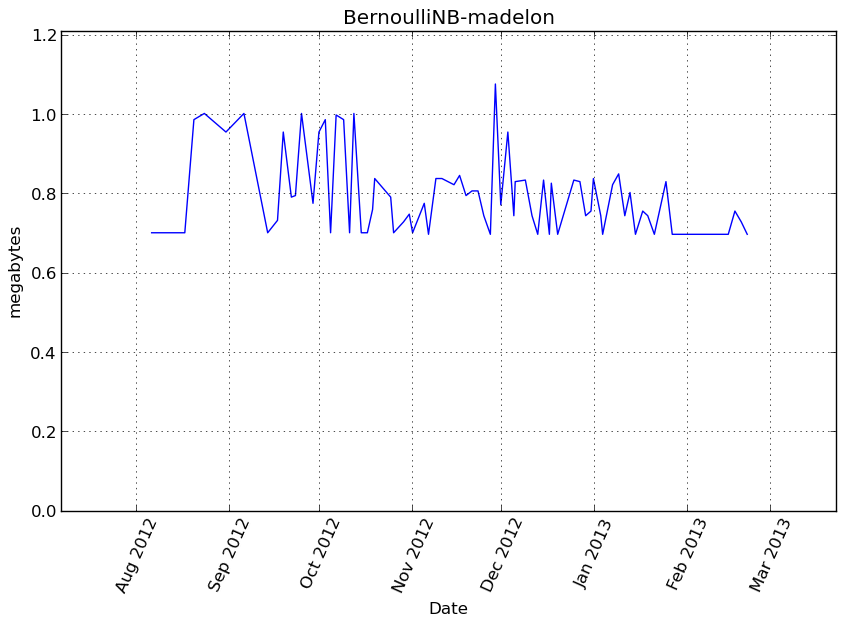 BernoulliNB-madelon
1.2
1.0
0.8
0.6
0.4
0.2
0.0
megabytes
Aug 2012
Sep 2012
Oct 2012
Nov 2012
Dec 2012
Jan 2013
Feb 2013
Mar 2013
Date